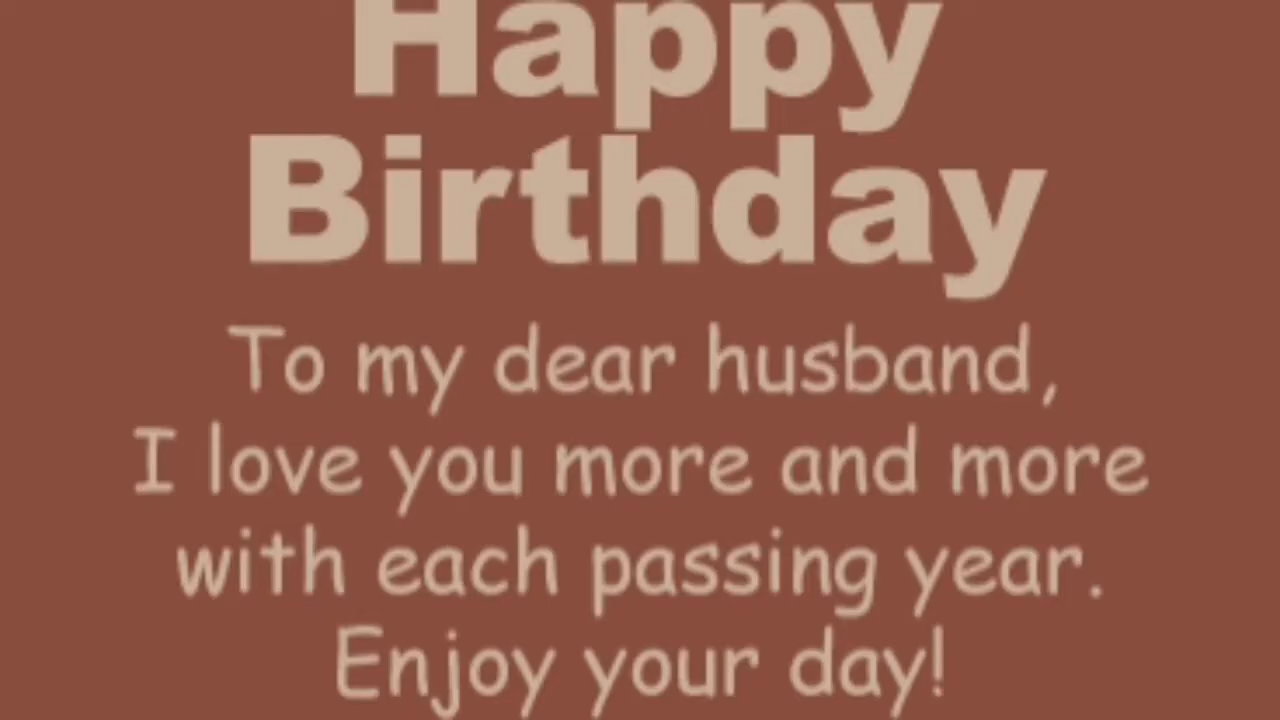 Happy
Birthday
To my dear husband,
I love you more and more
with each passing year.
Enjoy your day!